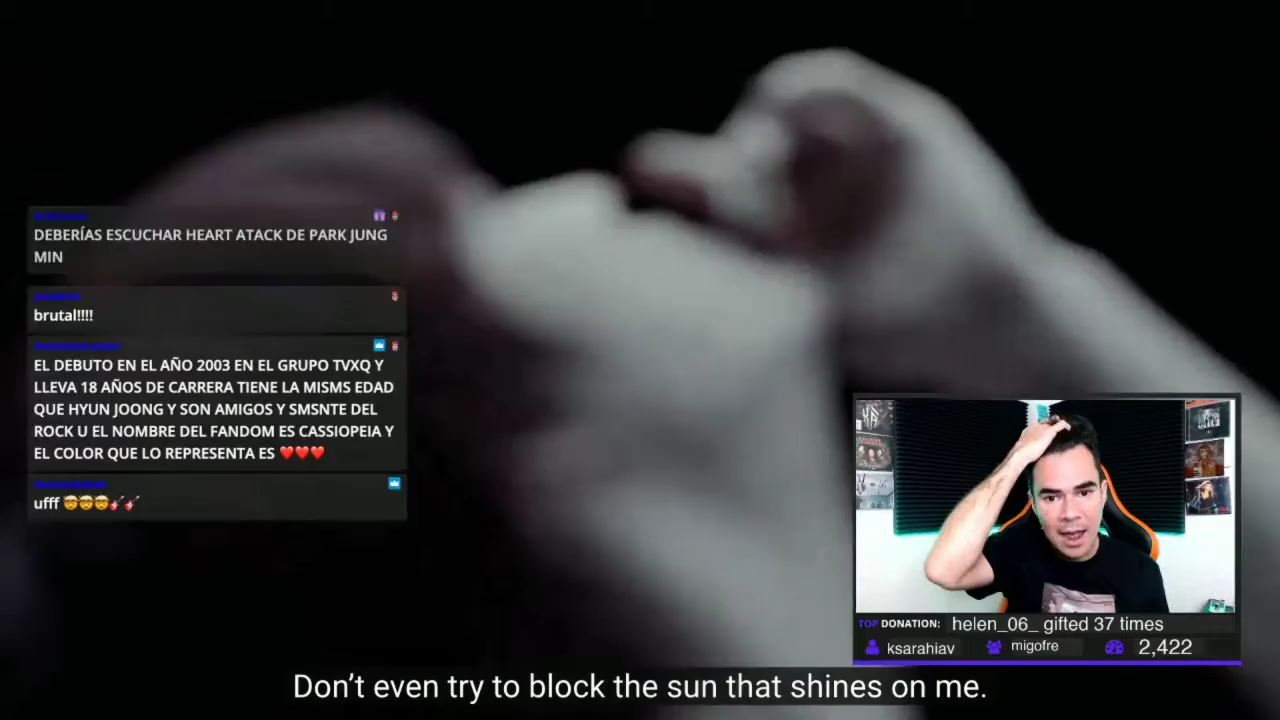 DEBERÍAS ESCUCHAR HEART ATACK DE PARK JUNG
MIN
brutal!!!!
EL DEBUTO EN EL AÑO 2003 EN EL GRUPO TVXQ Y
LLEVA 18 AÑOS DE CARRERA TIENE LA MISMS EDAD
QUE HYUN JOONG Y SON AMIGOS Y SMSNTE DEL
ROCK U EL NOMBRE DEL FANDOM ES CASSIOPEIA Y
EL COLOR QUE LO REPRESENTA ES ❤️❤️❤️
ufff 🤯🤯🤯🎸🎸
TOP DONATION: helen_06_ gifted 37 times
ksarahiav migofre 2,422
Don't even try to block the sun that shines on me.